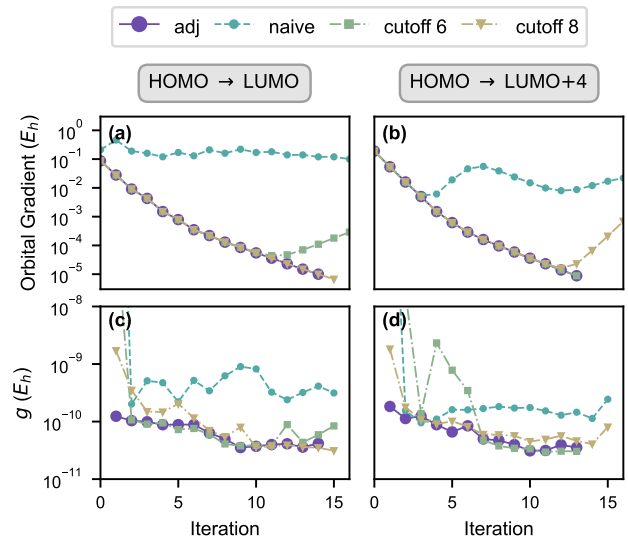 adj naive cutoff 6 cutoff 8
HOMO → LUMO HOMO → LUMO+4
Orbital Gradient (E_h)
10^0
10^-1
10^-2
10^-3
10^-4
10^-5
(a) (b)
g (E_h)
10^-8
10^-9
10^-10
10^-11
(c) (d)
0 5 10 15 0 5 10 15
Iteration Iteration